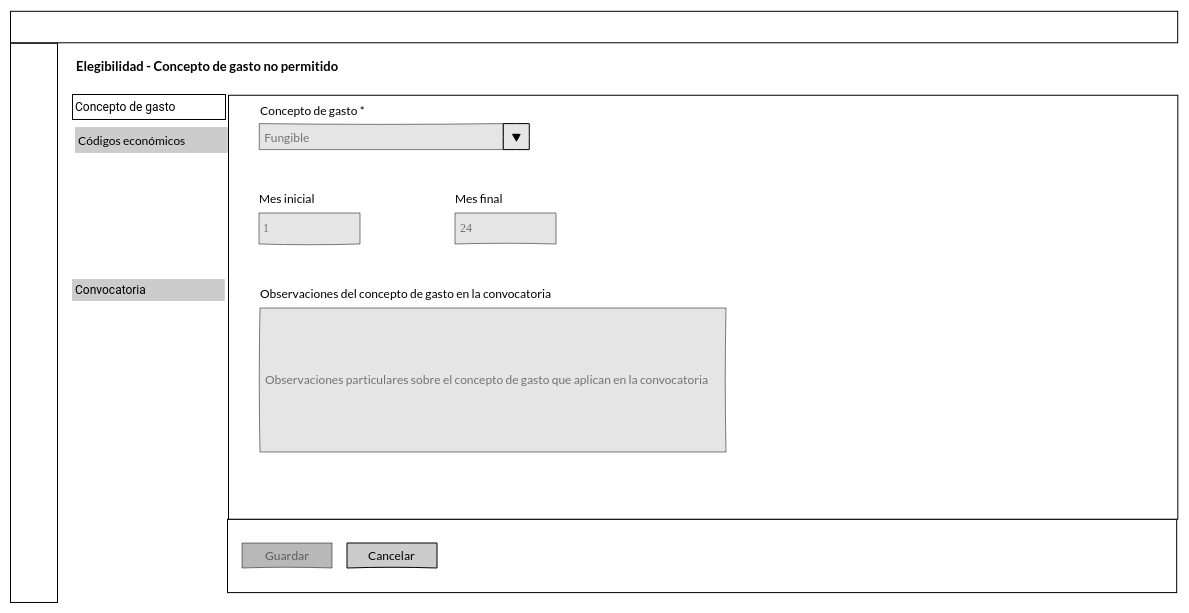 Elegibilidad - Concepto de gasto no permitido
Concepto de gasto
Códigos económicos
Convocatoria
Concepto de gasto *
Fungible
Mes inicial
Mes final
1
24
Observaciones del concepto de gasto en la convocatoria
Observaciones particulares sobre el concepto de gasto que aplican en la convocatoria
Guardar
Cancelar